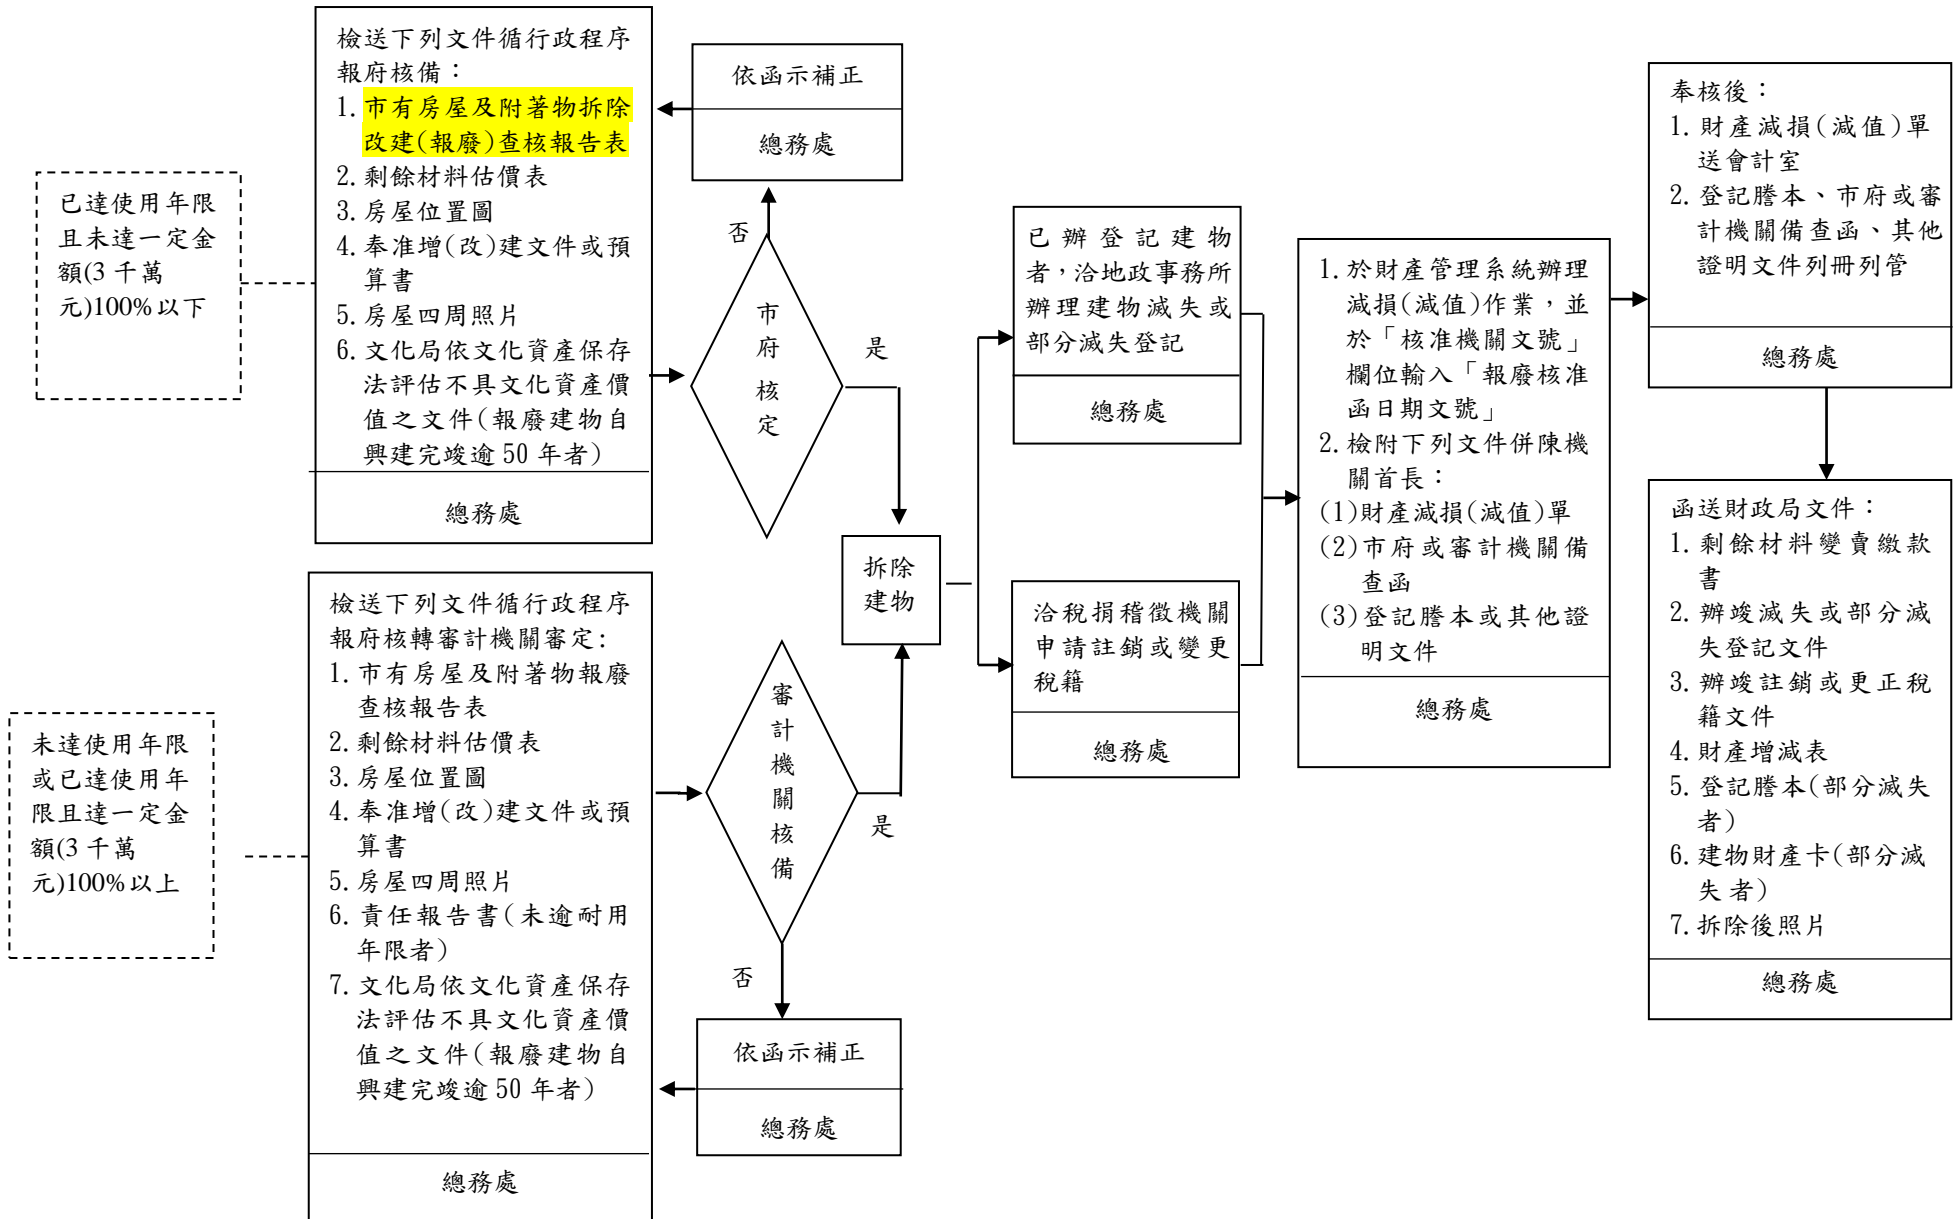 已達使用年限
且未達一定金
額(3 千萬
元)100%以下
檢送下列文件循行政程序
報府核備：
1.市有房屋及附著物拆除
改建(報廢)查核報告表
2.剩餘材料估價表
3.房屋位置圖
4.奉准增(改)建文件或預
算書
5.房屋四周照片
6.文化局依文化資產保存
法評估不具文化資產價
值之文件(報廢建物自
興建完竣逾 50 年者)
總務處
依函示補正
總務處
否
市
府
核
定
是
未達使用年限
或已達使用年
限且達一定金
額(3 千萬
元)100%以上
檢送下列文件循行政程序
報府核轉審計機關審定:
1.市有房屋及附著物報廢
查核報告表
2.剩餘材料估價表
3.房屋位置圖
4.奉准增(改)建文件或預
算書
5.房屋四周照片
6.責任報告書(未逾耐用
年限者)
7.文化局依文化資產保存
法評估不具文化資產價
值之文件(報廢建物自
興建完竣逾 50 年者)
總務處
審
計
機
關
核
備
是
否
依函示補正
總務處
拆除
建物
已辦登記建物
者，洽地政事務所
辦理建物滅失或
部分滅失登記
總務處
洽稅捐稽徵機關
申請註銷或變更
稅籍
總務處
1.於財產管理系統辦理
減損(減值)作業，並
於「核准機關文號」
欄位輸入「報廢核准
函日期文號」
2.檢附下列文件併陳機
關首長：
(1)財產減損(減值)單
(2)市府或審計機關備
查函
(3)登記謄本或其他證
明文件
總務處
奉核後：
1.財產減損(減值)單
送會計室
2.登記謄本、市府或審
計機關備查函、其他
證明文件列冊列管
總務處
函送財政局文件：
1.剩餘材料變賣繳款
書
2.辦竣滅失或部分滅
失登記文件
3.辦竣註銷或更正稅
籍文件
4.財產增減表
5.登記謄本(部分滅失
者)
6.建物財產卡(部分滅
失者)
7.拆除後照片
總務處